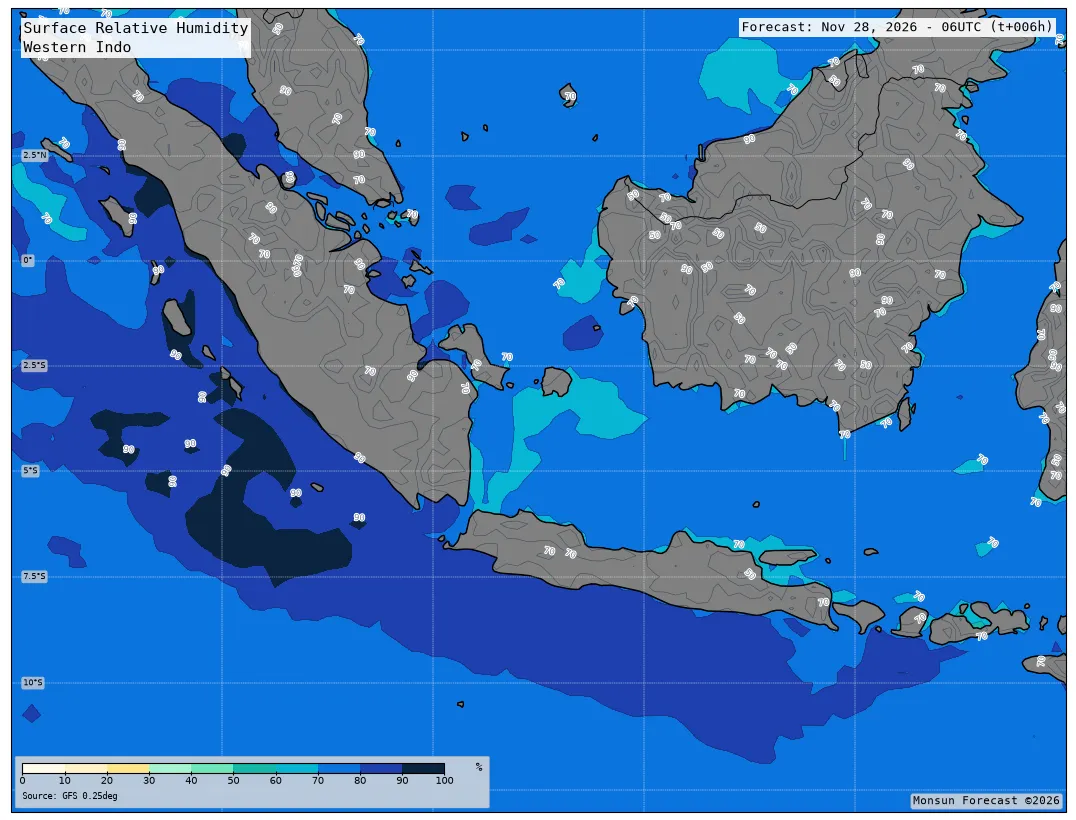 Surface Relative Humidity
Western Indo
Forecast: Nov 28, 2026 - 06UTC (t+006h)
2.5°N
0°
2.5°S
5°S
7.5°S
10°S
%
0 10 20 30 40 50 60 70 80 90 100
Source: GFS 0.25deg
Monsun Forecast ©2026